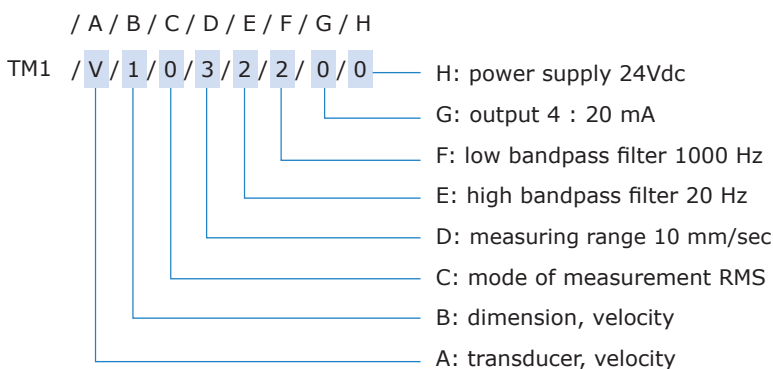 / A / B / C / D / E / F / G / H
TM1 / V / 1 / 0 / 3 / 2 / 2 / 0 / 0
H: power supply 24Vdc
G: output 4 : 20 mA
F: low bandpass filter 1000 Hz
E: high bandpass filter 20 Hz
D: measuring range 10 mm/sec
C: mode of measurement RMS
B: dimension, velocity
A: transducer, velocity